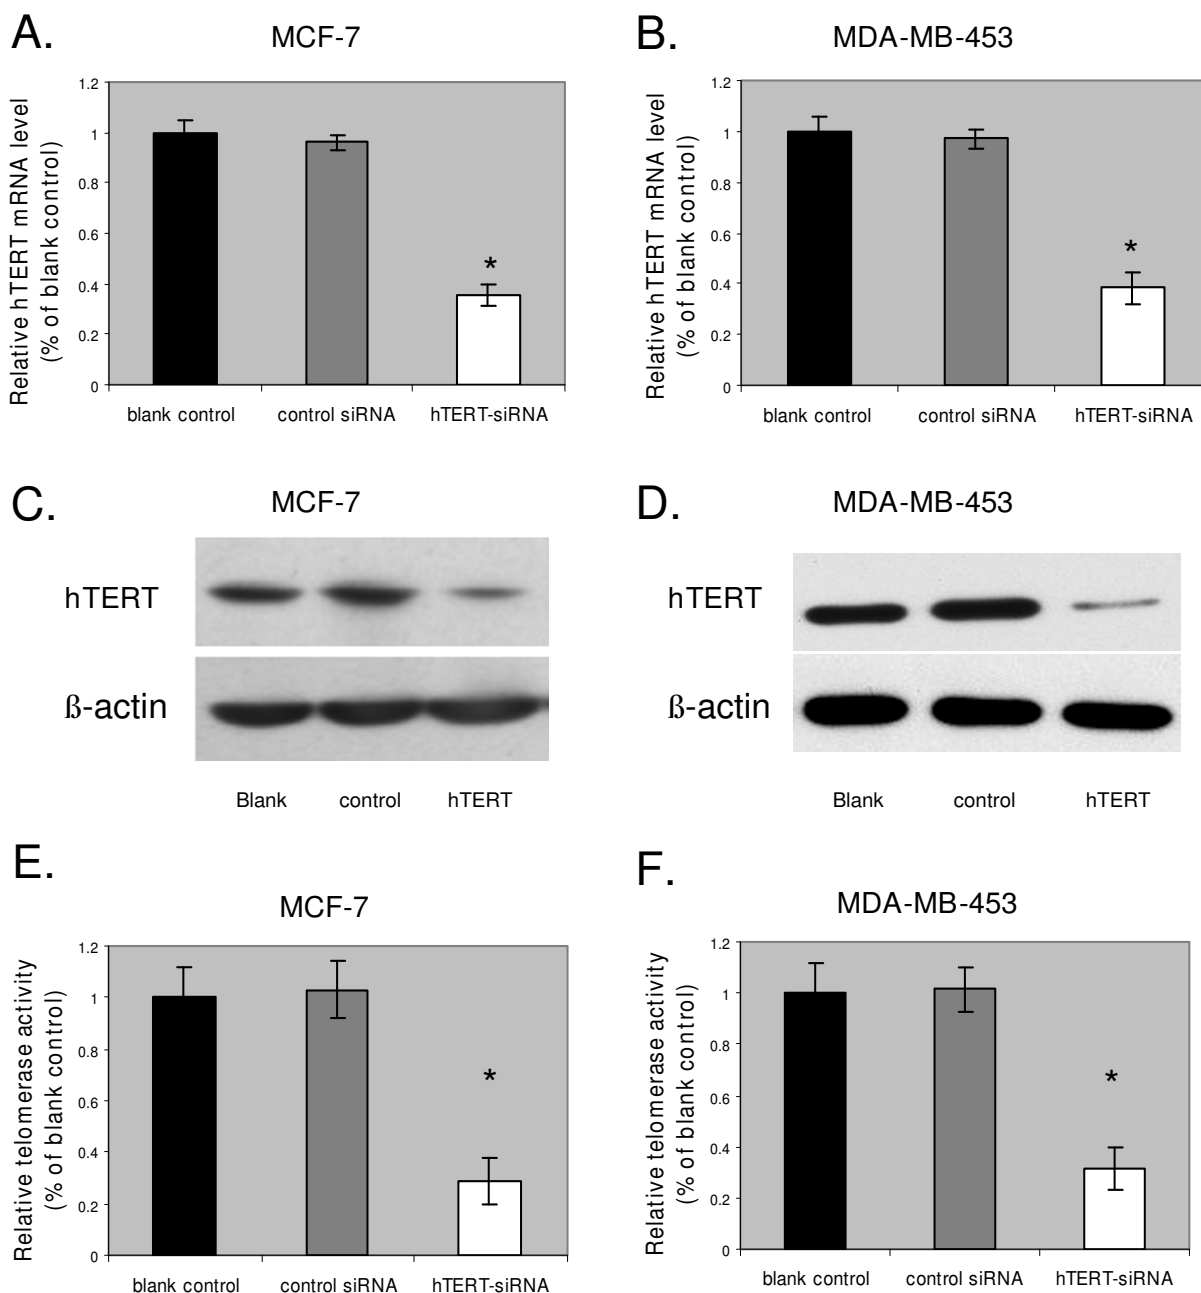 A.
MCF-7
Relative hTERT mRNA level
(% of blank control)
1.2
1
0.8
0.6
0.4
0.2
0
*
blank control
control siRNA
hTERT-siRNA
B.
MDA-MB-453
Relative hTERT mRNA level
(% of blank control)
1.2
1
0.8
0.6
0.4
0.2
0
*
blank control
control siRNA
hTERT-siRNA
C.
MCF-7
hTERT
ß-actin
Blank
control
hTERT
D.
MDA-MB-453
hTERT
ß-actin
Blank
control
hTERT
E.
MCF-7
Relative telomerase activity
(% of blank control)
1.2
1
0.8
0.6
0.4
0.2
0
*
blank control
control siRNA
hTERT-siRNA
F.
MDA-MB-453
Relative telomerase activity
(% of blank control)
1.2
1
0.8
0.6
0.4
0.2
0
*
blank control
control siRNA
hTERT-siRNA